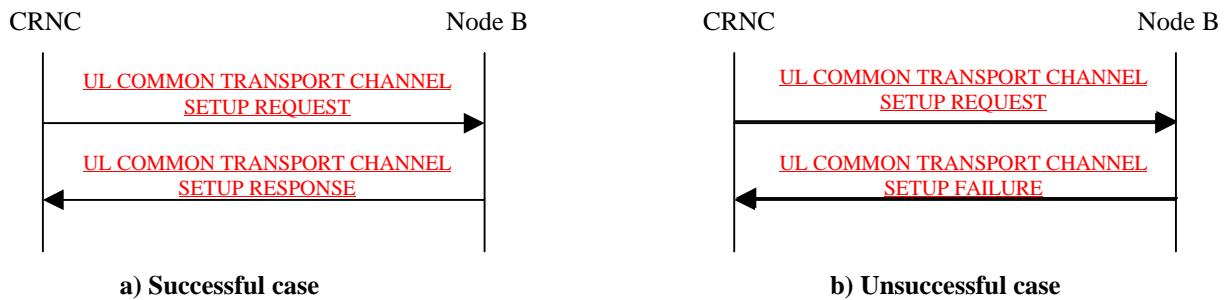 CRNC
Node B
UL COMMON TRANSPORT CHANNEL
SETUP REQUEST
UL COMMON TRANSPORT CHANNEL
SETUP RESPONSE
a) Successful case
CRNC
Node B
UL COMMON TRANSPORT CHANNEL
SETUP REQUEST
UL COMMON TRANSPORT CHANNEL
SETUP FAILURE
b) Unsuccessful case